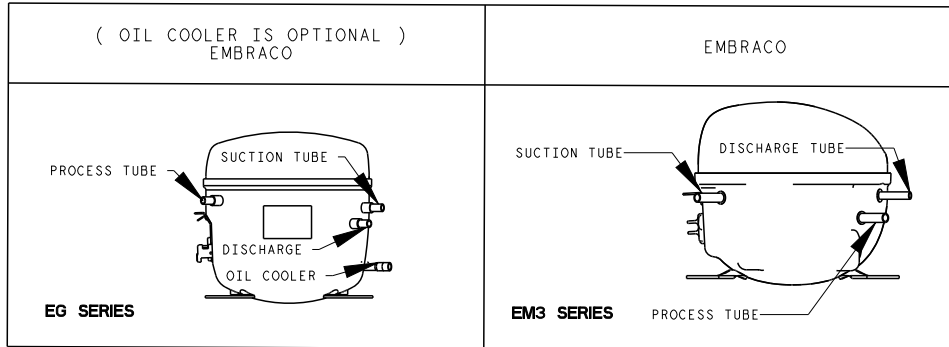 ( OIL COOLER IS OPTIONAL )
EMBRACO
EMBRACO
SUCTION TUBE
PROCESS TUBE
DISCHARGE
OIL COOLER
EG SERIES
SUCTION TUBE
DISCHARGE TUBE
EM3 SERIES
PROCESS TUBE